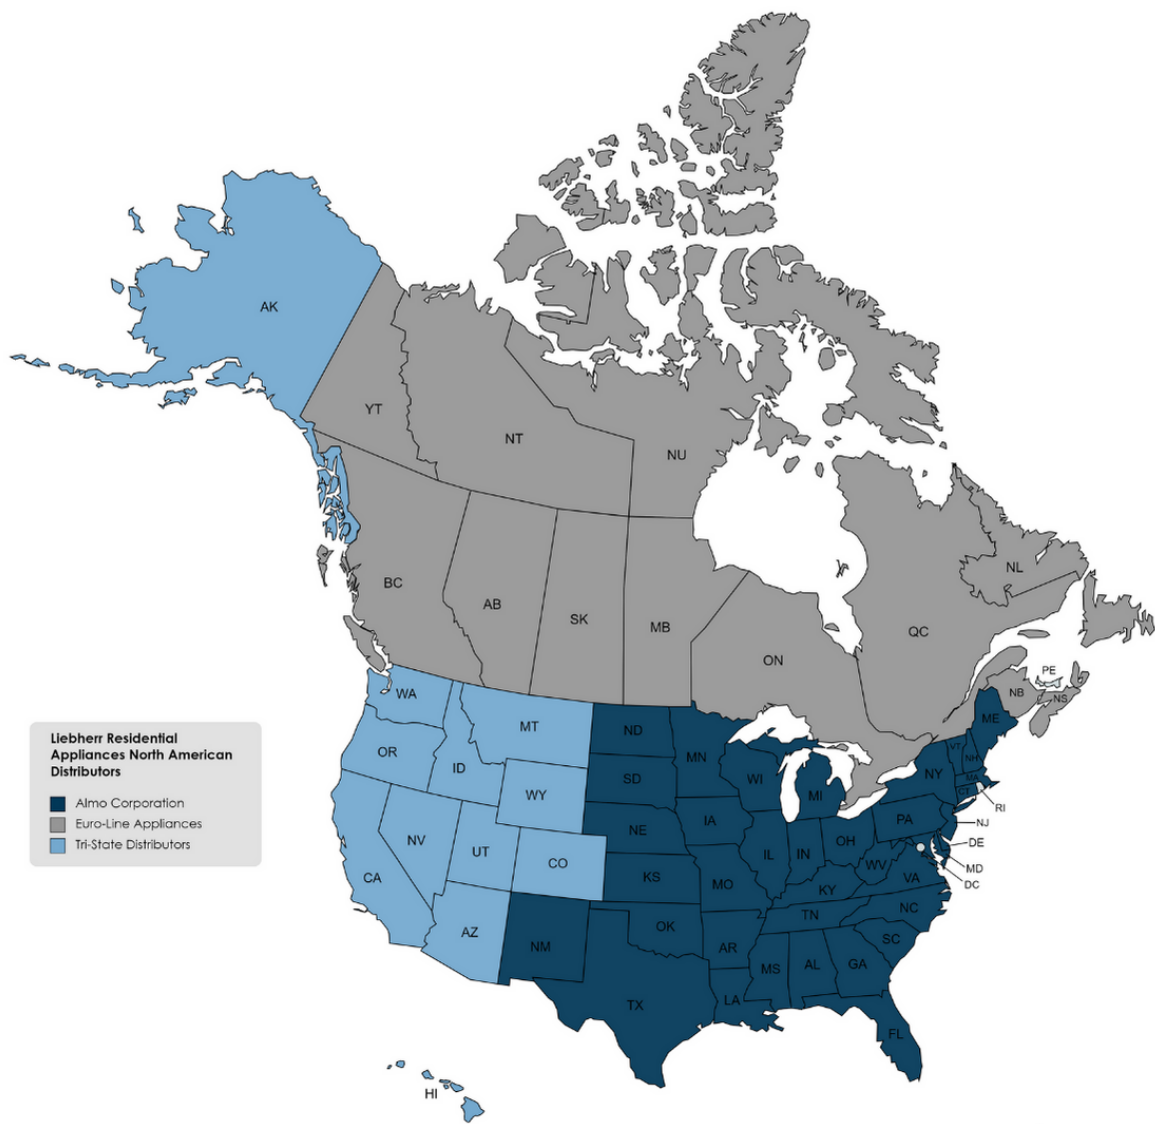 AK
YT
NT
NU
BC
AB
SK
MB
ON
QC
NL
PE
NB
NS
WA
MT
ND
MN
ME
OR
ID
SD
WI
VT
NH
WY
MI
NY
MA
CT
RI
NV
UT
CO
NE
IA
PA
NJ
IL
IN
OH
WV
DE
MD
DC
CA
KS
MO
KY
VA
AZ
NM
OK
AR
TN
NC
SC
TX
LA
MS
AL
GA
FL
HI
Liebherr Residential
Appliances North American
Distributors
Almo Corporation
Euro-Line Appliances
Tri-State Distributors